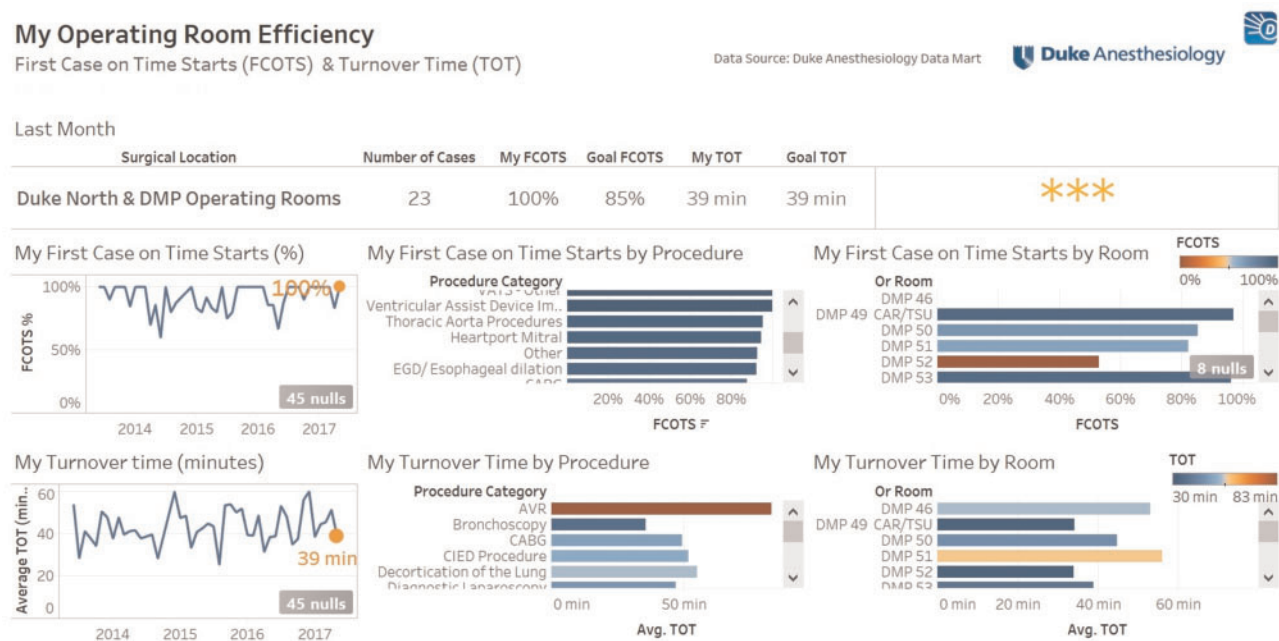 My Operating Room Efficiency
First Case on Time Starts (FCOTS) & Turnover Time (TOT)
Data Source: Duke Anesthesiology Data Mart
Duke Anesthesiology
D
Last Month
Surgical Location Number of Cases My FCOTS Goal FCOTS My TOT Goal TOT
Duke North & DMP Operating Rooms 23 100% 85% 39 min 39 min ***
My First Case on Time Starts (%)
100%
50%
0%
FCOTS %
100%
45 nulls
2014 2015 2016 2017
My First Case on Time Starts by Procedure
Procedure Category
VATS - Other
Ventricular Assist Device Im..
Thoracic Aorta Procedures
Heartport Mitral
Other
EGD/ Esophageal dilation
CABG
20% 40% 60% 80%
FCOTS
My First Case on Time Starts by Room
FCOTS
0% 100%
Or Room
DMP 46
DMP 49 CAR/TSU
DMP 50
DMP 51
DMP 52
DMP 53
8 nulls
0% 20% 40% 60% 80% 100%
FCOTS
My Turnover time (minutes)
60
40
20
0
Average TOT (min..
39 min
45 nulls
2014 2015 2016 2017
My Turnover Time by Procedure
Procedure Category
AVR
Bronchoscopy
CABG
CIED Procedure
Decortication of the Lung
Diagnostic Laparoscopy
0 min 50 min
Avg. TOT
My Turnover Time by Room
TOT
30 min 83 min
Or Room
DMP 46
DMP 49 CAR/TSU
DMP 50
DMP 51
DMP 52
DMP 53
0 min 20 min 40 min 60 min
Avg. TOT